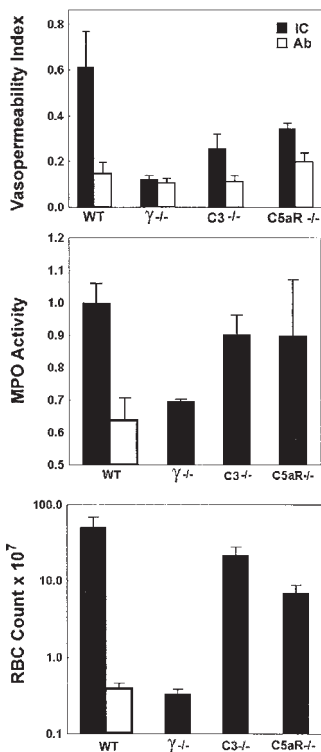 Vasopermeability Index
0.8
0.6
0.4
0.2
0.0
IC
Ab
WT
γ-/-
C3 -/-
C5aR -/-
MPO Activity
1.2
1.1
1.0
0.9
0.8
0.7
0.6
0.5
WT
γ-/-
C3-/-
C5aR-/-
RBC Count x 10⁷
100.0
10.0
1.0
0.1
WT
γ-/-
C3-/-
C5aR-/-